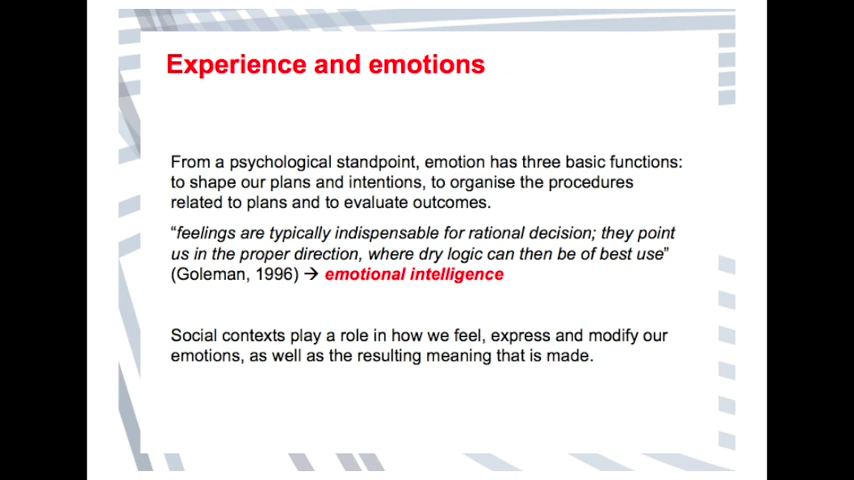 Experience and emotions
From a psychological standpoint, emotion has three basic functions:
to shape our plans and intentions, to organise the procedures
related to plans and to evaluate outcomes.
“feelings are typically indispensable for rational decision; they point
us in the proper direction, where dry logic can then be of best use”
(Goleman, 1996) → emotional intelligence
Social contexts play a role in how we feel, express and modify our
emotions, as well as the resulting meaning that is made.